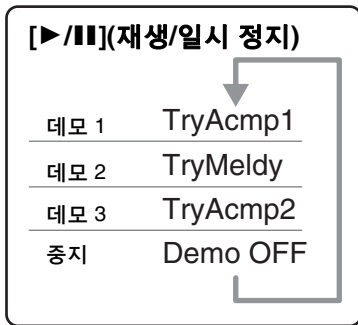 [►/II](재생/일시 정지)
데모 1 TryAcmp1
데모 2 TryMeldy
데모 3 TryAcmp2
중지 Demo OFF